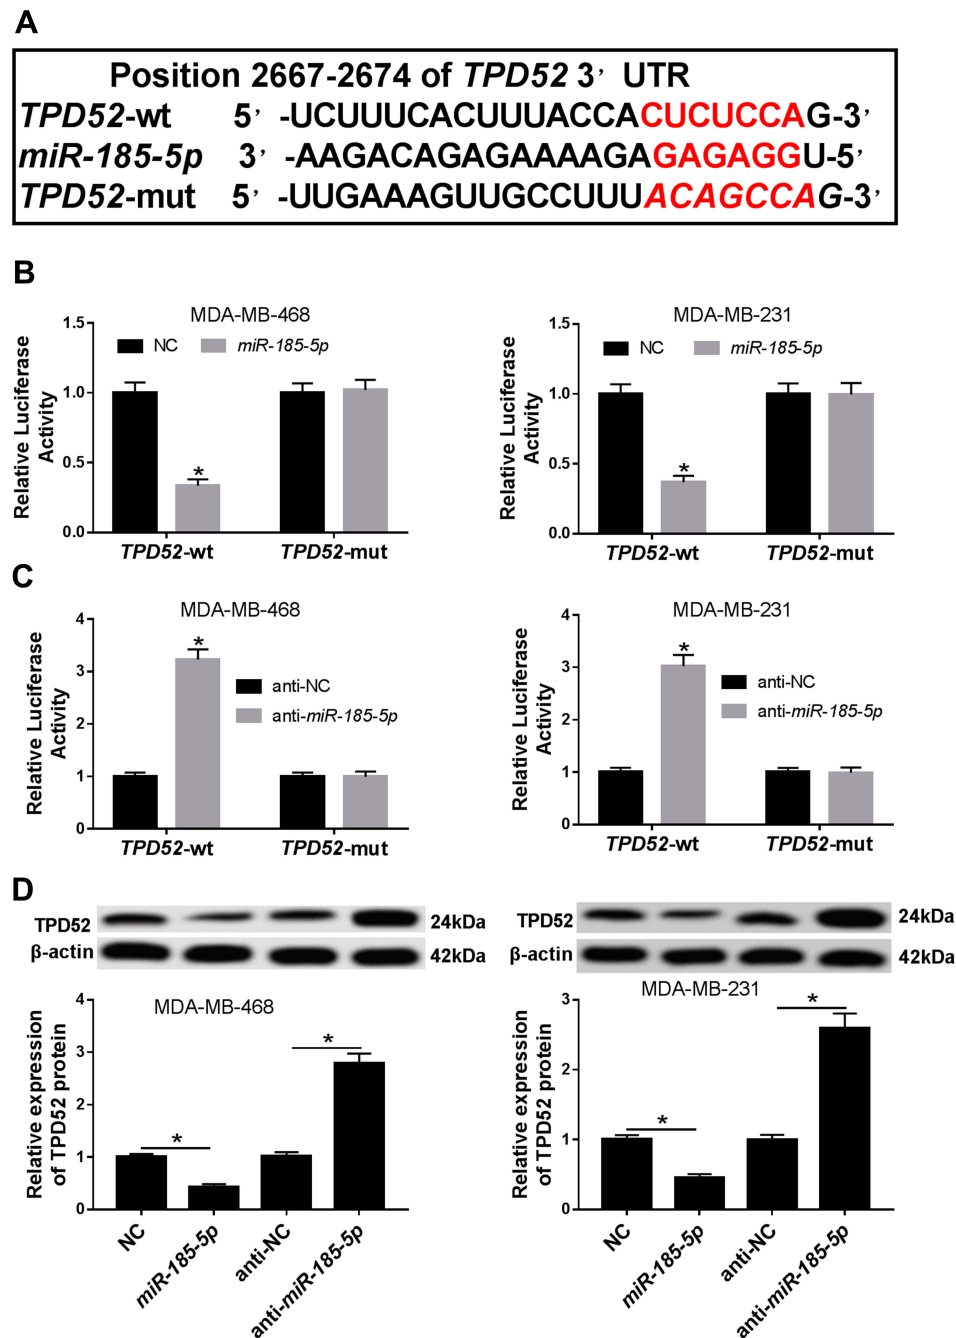 A
Position 2667-2674 of TPD52 3’ UTR
TPD52-wt 5’ -UCUUUCACUUUACCACUCUCCAG-3’
miR-185-5p 3’ -AAGACAGAGAAAAGAGAGAGGU-5’
TPD52-mut 5’ -UUGAAAGUUGCCUUUACAGCCAG-3’
B
MDA-MB-468
NC miR-185-5p
Relative Luciferase
Activity
1.5
1.0
0.5
0.0
*
TPD52-wt TPD52-mut
MDA-MB-231
NC miR-185-5p
Relative Luciferase
Activity
1.5
1.0
0.5
0.0
*
TPD52-wt TPD52-mut
C
MDA-MB-468
anti-NC
anti-miR-185-5p
Relative Luciferase
Activity
4
3
2
1
0
*
TPD52-wt TPD52-mut
MDA-MB-231
anti-NC
anti-miR-185-5p
Relative Luciferase
Activity
4
3
2
1
0
*
TPD52-wt TPD52-mut
D
TPD52 24kDa
β-actin 42kDa
MDA-MB-468
Relative expression
of TPD52 protein
4
3
2
1
0
*
*
NC
miR-185-5p
anti-NC
anti-miR-185-5p
TPD52 24kDa
β-actin 42kDa
MDA-MB-231
Relative expression
of TPD52 protein
3
2
1
0
*
*
NC
miR-185-5p
anti-NC
anti-miR-185-5p